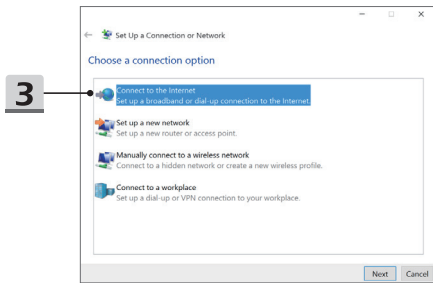 Set Up a Connection or Network
Choose a connection option
3
Connect to the Internet
Set up a broadband or dial-up connection to the Internet.
Set up a new network
Set up a new router or access point.
Manually connect to a wireless network
Connect to a hidden network or create a new wireless profile.
Connect to a workplace
Set up a dial-up or VPN connection to your workplace.
Next Cancel